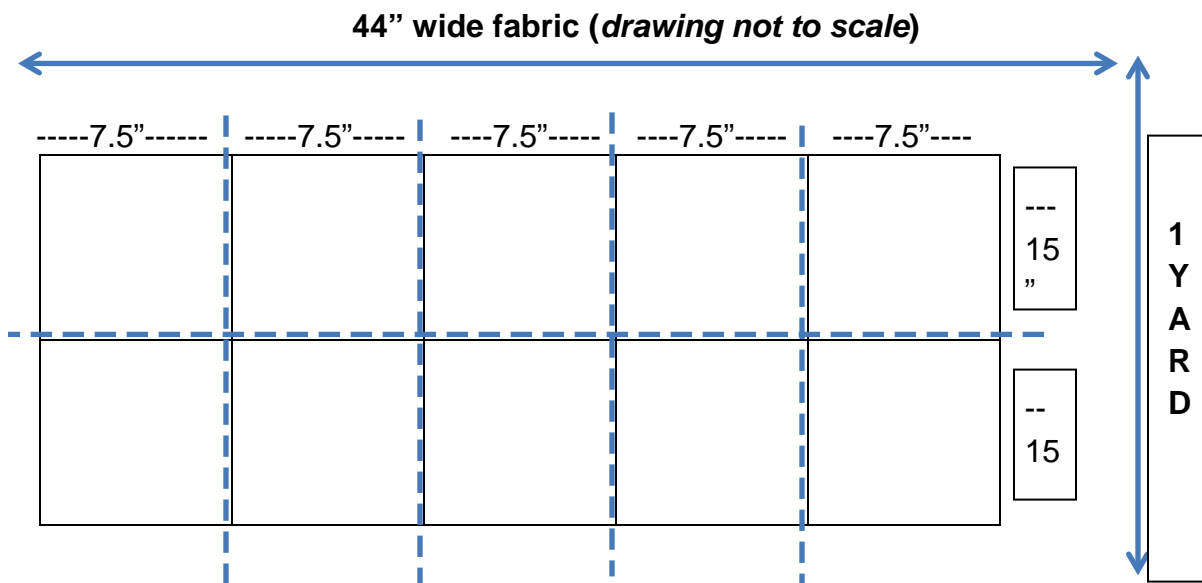 44” wide fabric (drawing not to scale)
-----7.5”------ -----7.5”----- ----7.5”----- ----7.5”----- ----7.5”----
---
15
”
--
15
1
Y
A
R
D